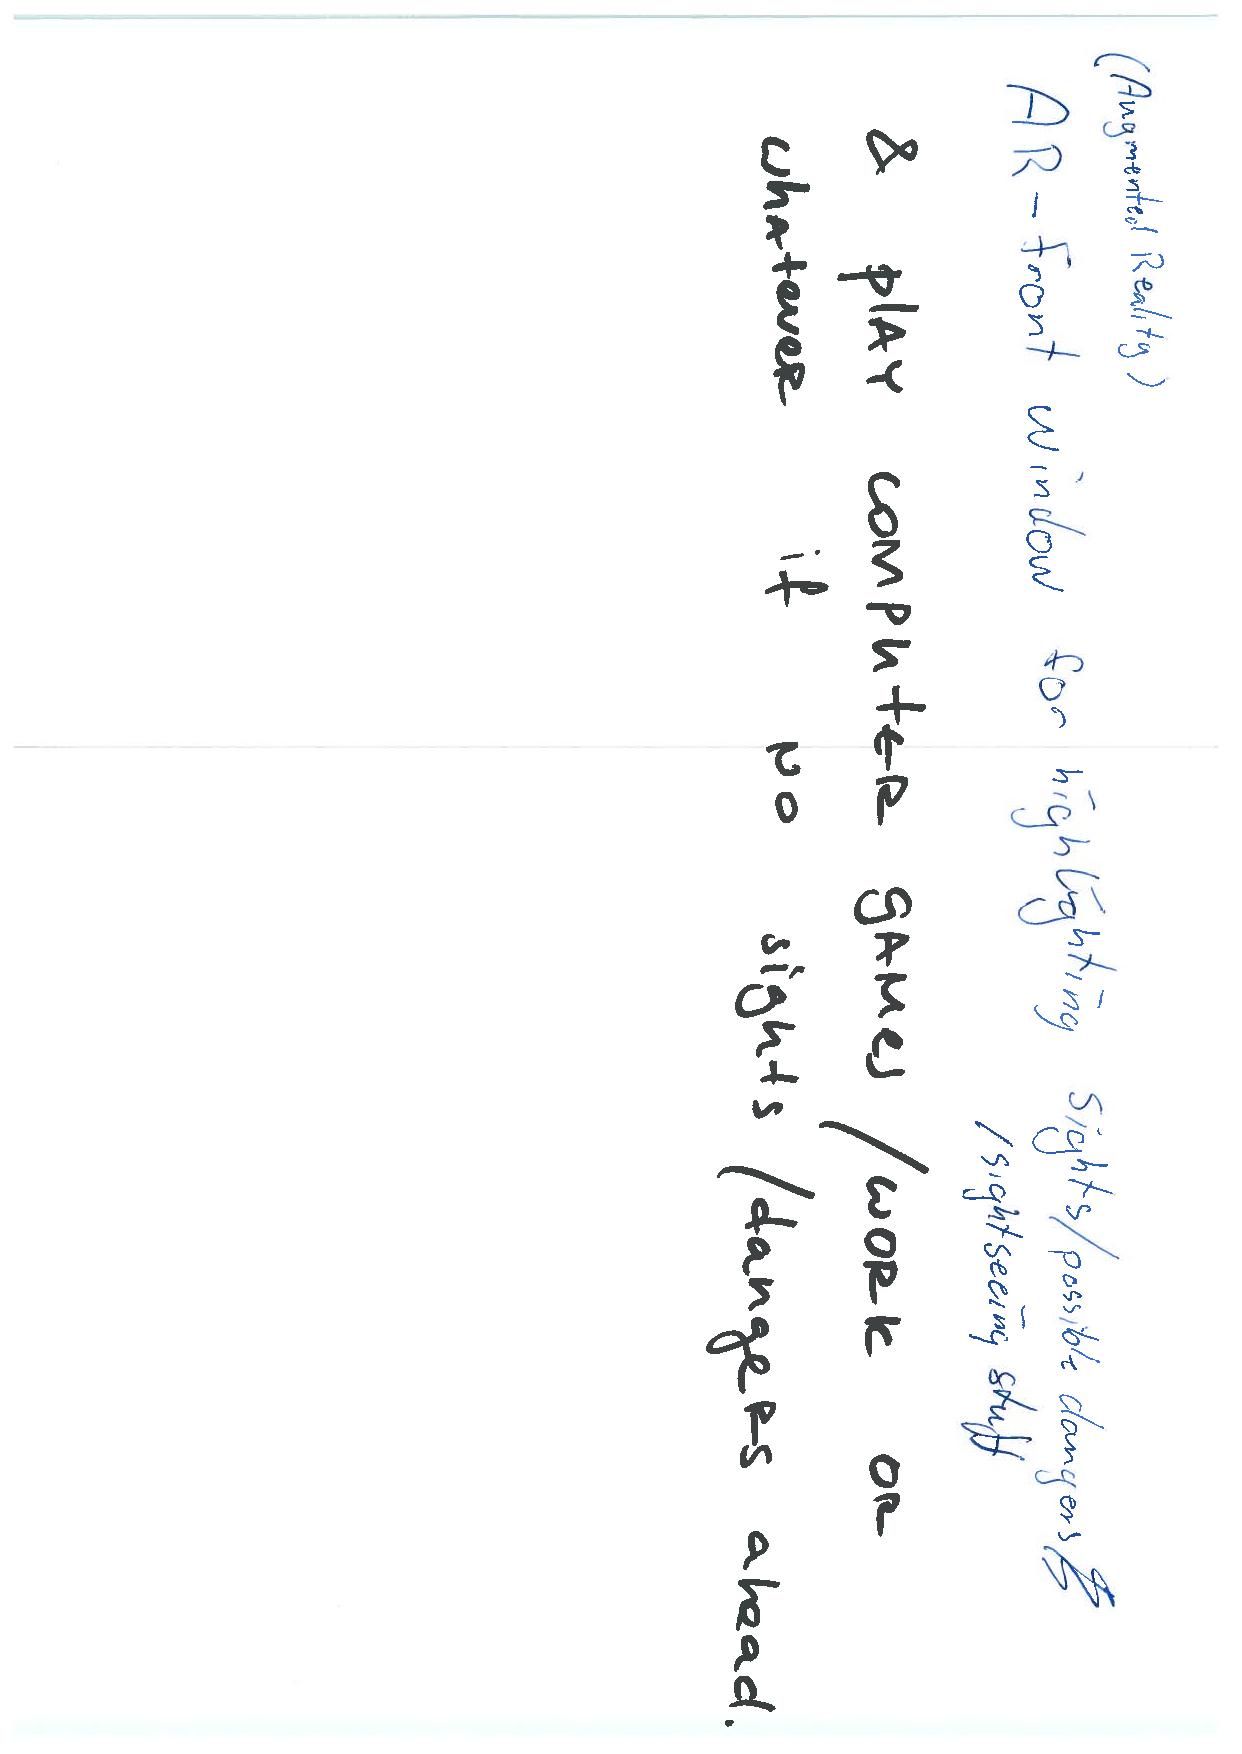 (Augmented Reality)
AR-front window for highlighting sights/possible dangers
/sightseeing stuff
& plAY computER gAMes/WORK OR
whateveR if NO sights/dangeRs ahead.